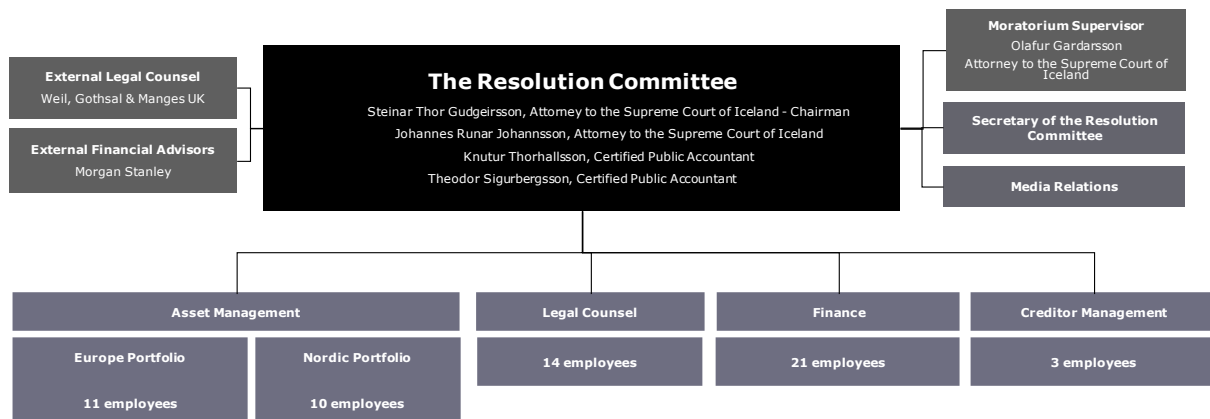 Moratorium Supervisor
Olafur Gardarsson
Attorney to the Supreme Court of
Iceland
External Legal Counsel
Weil, Gothsal & Manges UK
The Resolution Committee
Steinar Thor Gudgeirsson, Attorney to the Supreme Court of Iceland - Chairman
Johannes Runar Johannsson, Attorney to the Supreme Court of Iceland
Knutur Thorhallsson, Certified Public Accountant
Theodor Sigurbergsson, Certified Public Accountant
Secretary of the Resolution
Committee
External Financial Advisors
Morgan Stanley
Media Relations
Asset Management
Legal Counsel
Finance
Creditor Management
Europe Portfolio
11 employees
Nordic Portfolio
10 employees
14 employees
21 employees
3 employees